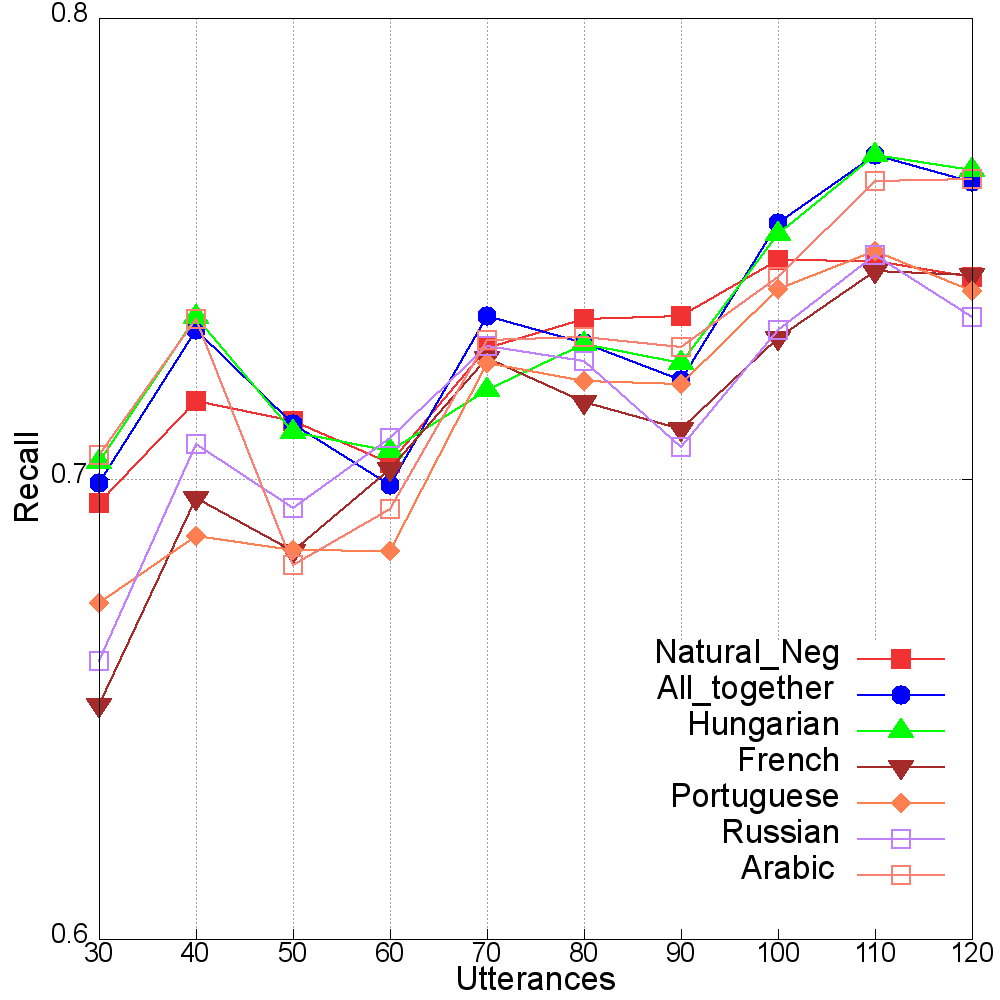 0.8
0.7
0.6
Recall
30 40 50 60 70 80 90 100 110 120
Utterances
Natural_Neg
All_together
Hungarian
French
Portuguese
Russian
Arabic